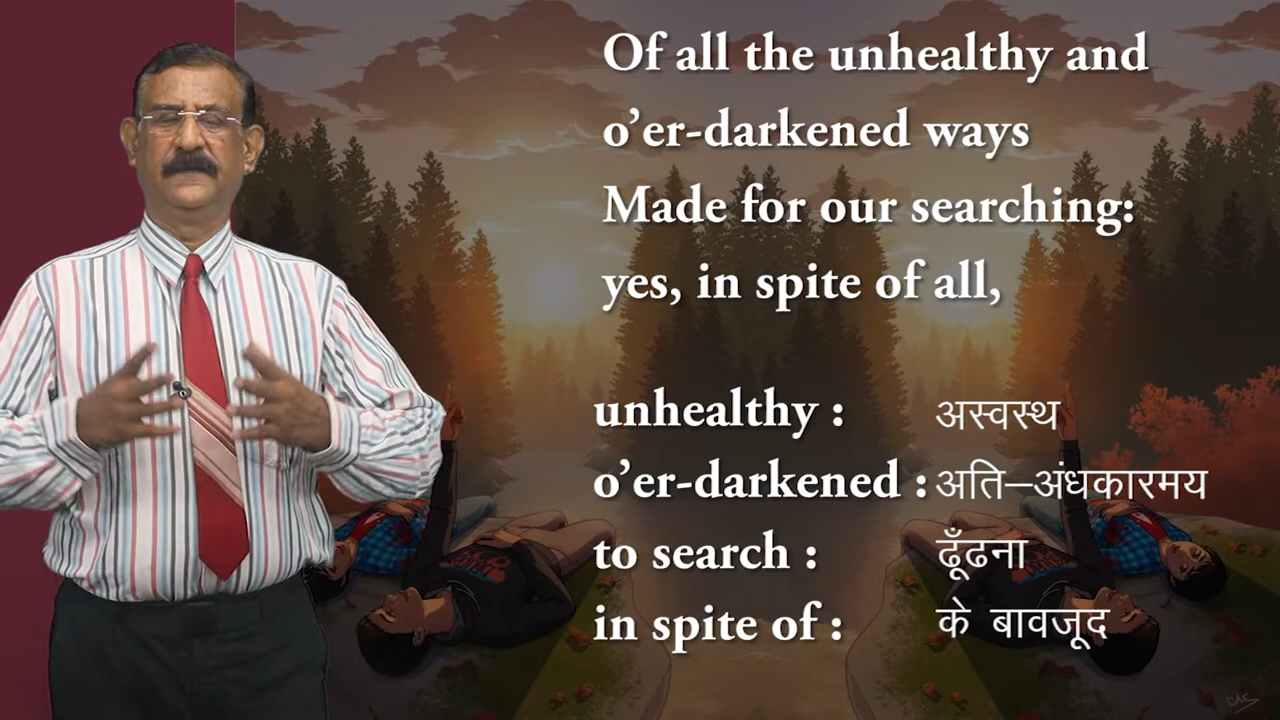 Of all the unhealthy and
o’er-darkened ways
Made for our searching:
yes, in spite of all,
unhealthy : अस्वस्थ
o’er-darkened : अति–अंधकारमय
to search : ढूँढना
in spite of : के बावजूद